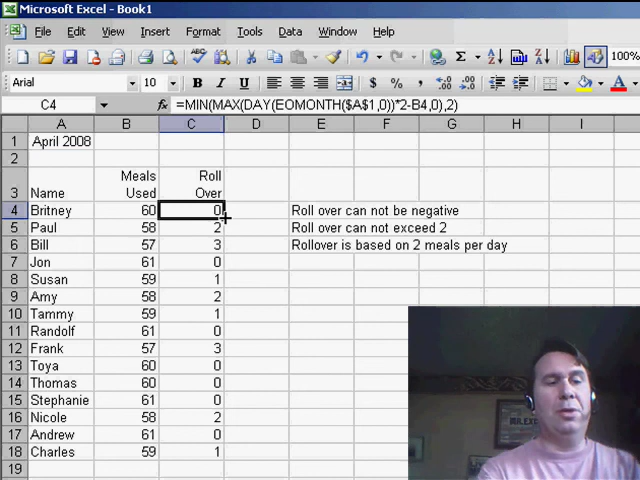 Microsoft Excel - Book1
File Edit View Insert Format Tools Data Window Help
100%
Arial 10 B I U $ %
C4 fx =MIN(MAX(DAY(EOMONTH($A$1,0))*2-B4,0),2)
A B C D E F G H I
1 April 2008
2
Meals Roll
3 Name Used Over
4 Britney 60 0 Roll over can not be negative
5 Paul 58 2 Roll over can not exceed 2
6 Bill 57 3 Rollover is based on 2 meals per day
7 Jon 61 0
8 Susan 59 1
9 Amy 58 2
10 Tammy 59 1
11 Randolf 61 0
12 Frank 57 3
13 Toya 60 0
14 Thomas 60 0
15 Stephanie 61 0
16 Nicole 58 2
17 Andrew 61 0
18 Charles 59 1
19